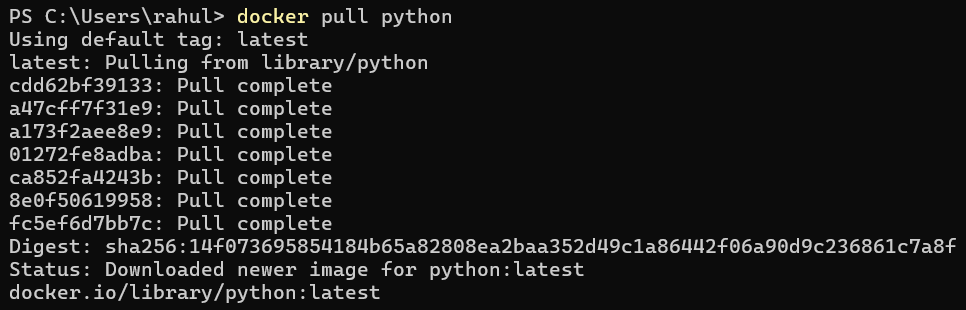 PS C:\Users\rahul> docker pull python
Using default tag: latest
latest: Pulling from library/python
cdd62bf39133: Pull complete
a47cff7f31e9: Pull complete
a173f2aee8e9: Pull complete
01272fe8adba: Pull complete
ca852fa4243b: Pull complete
8e0f50619958: Pull complete
fc5ef6d7bb7c: Pull complete
Digest: sha256:14f073695854184b65a82808ea2baa352d49c1a86442f06a90d9c236861c7a8f
Status: Downloaded newer image for python:latest
docker.io/library/python:latest